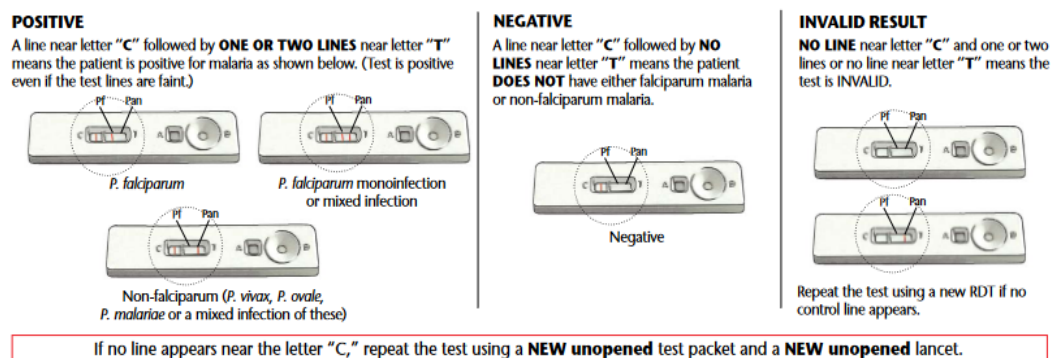 POSITIVE
A line near letter "C" followed by ONE OR TWO LINES near letter "T"
means the patient is positive for malaria as shown below. (Test is positive
even if the test lines are faint.)
Pf Pan
C T A B
P. falciparum
Pf Pan
C T A B
P. falciparum monoinfection
or mixed infection
Pf Pan
C T A B
Non-falciparum (P. vivax, P. ovale,
P. malariae or a mixed infection of these)
NEGATIVE
A line near letter "C" followed by NO
LINES near letter "T" means the patient
DOES NOT have either falciparum malaria
or non-falciparum malaria.
Pf Pan
C T A B
Negative
INVALID RESULT
NO LINE near letter "C" and one or two
lines or no line near letter "T" means the
test is INVALID.
Pf Pan
C T A B
Pf Pan
C T A B
Repeat the test using a new RDT if no
control line appears.
If no line appears near the letter "C," repeat the test using a NEW unopened test packet and a NEW unopened lancet.